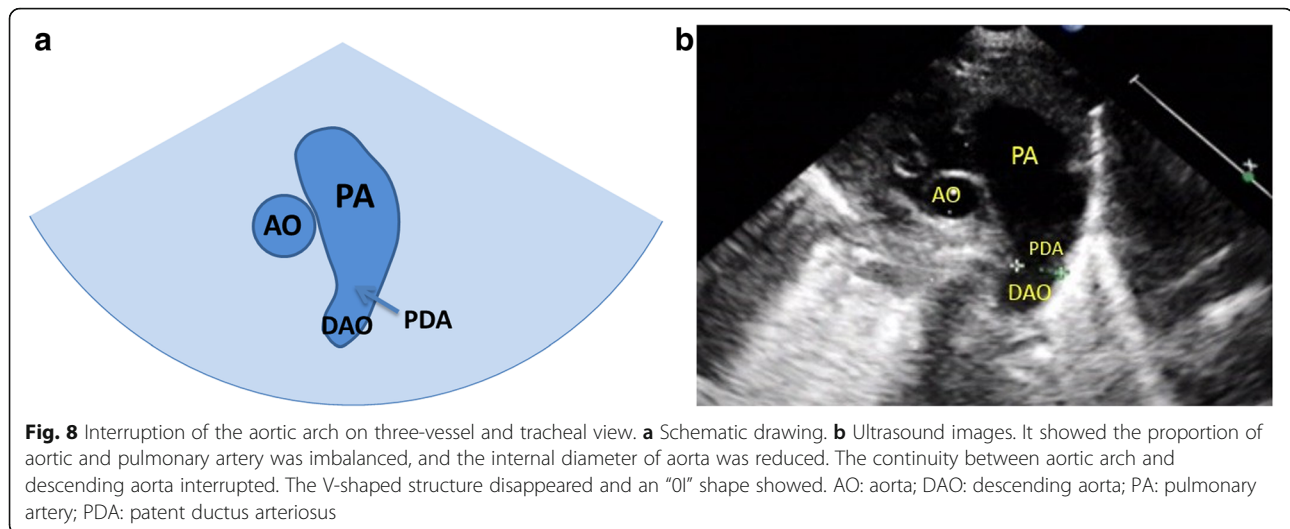 a
b
PA
AO
DAO
PDA
PA
AO
PDA
DAO
Fig. 8 Interruption of the aortic arch on three-vessel and tracheal view. a Schematic drawing. b Ultrasound images. It showed the proportion of
aortic and pulmonary artery was imbalanced, and the internal diameter of aorta was reduced. The continuity between aortic arch and
descending aorta interrupted. The V-shaped structure disappeared and an “0I” shape showed. AO: aorta; DAO: descending aorta; PA: pulmonary
artery; PDA: patent ductus arteriosus